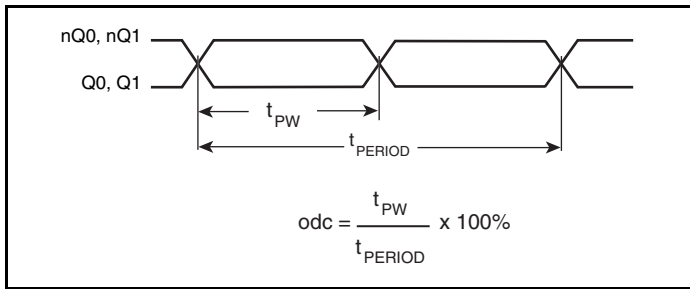 nQ0, nQ1
Q0, Q1
tPW
tPERIOD
odc = tPW / tPERIOD x 100%